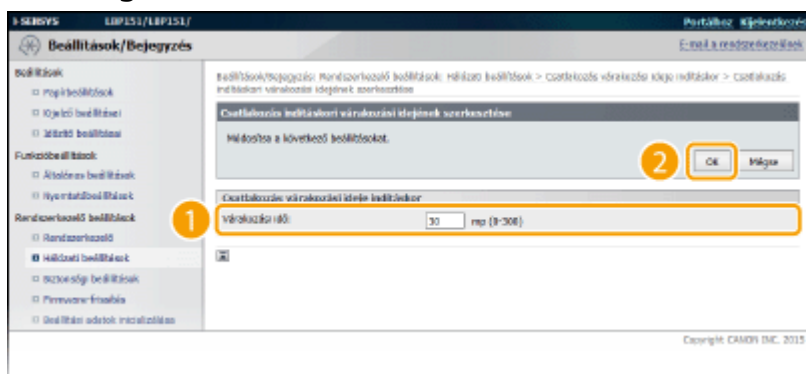 i-SENSYS LBP151/LBP151/ Portálhoz Kijelentkezés
Beállítások/Bejegyzés E-mail a rendszerkezelőnek
Beállítások
Papírbeállítások
Kijelző beállításai
Időzítő beállításai
Funkcióbeállítások
Általános beállítások
Nyomtatóbeállítások
Rendszerkezelő beállítások
Rendszerkezelő
Hálózati beállítások
Biztonsági beállítások
Firmware-frissítés
Beállítási adatok inicializálása
Beállítások/Bejegyzés: Rendszerkezelő beállítások: Hálózati beállítások > Csatlakozás várakozási ideje indításkor > Csatlakozás
indításkori várakozási idejének szerkesztése
Csatlakozás indításkori várakozási idejének szerkesztése
Módosítsa a következő beállításokat.
2 OK Mégse
Csatlakozás várakozási ideje indításkor
1 Várakozási idő: 30 mp (0-300)
Copyright CANON INC. 2015